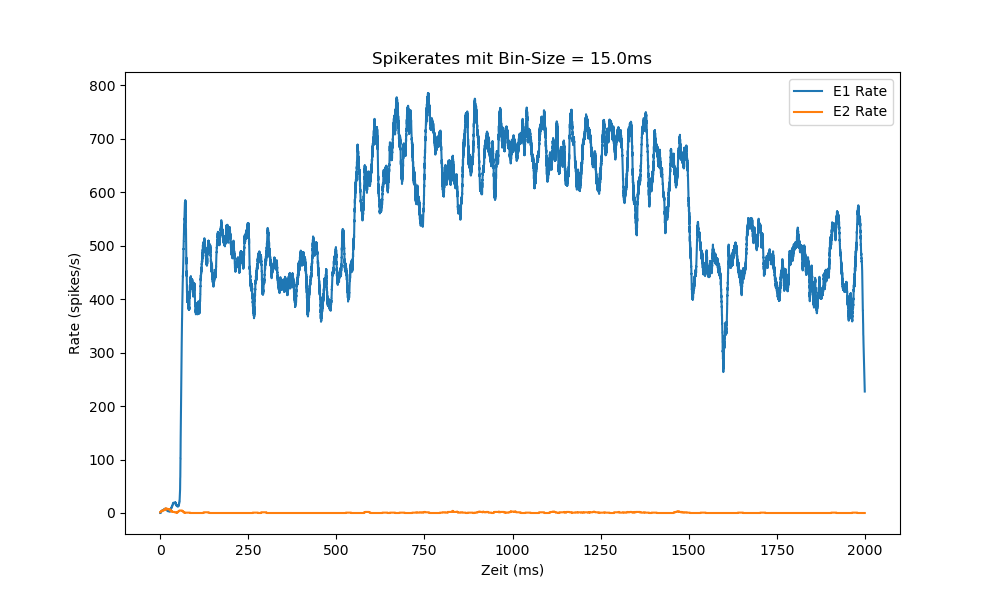 Spikerates mit Bin-Size = 15.0ms
E1 Rate
E2 Rate
Rate (spikes/s)
800
700
600
500
400
300
200
100
0
0 250 500 750 1000 1250 1500 1750 2000
Zeit (ms)